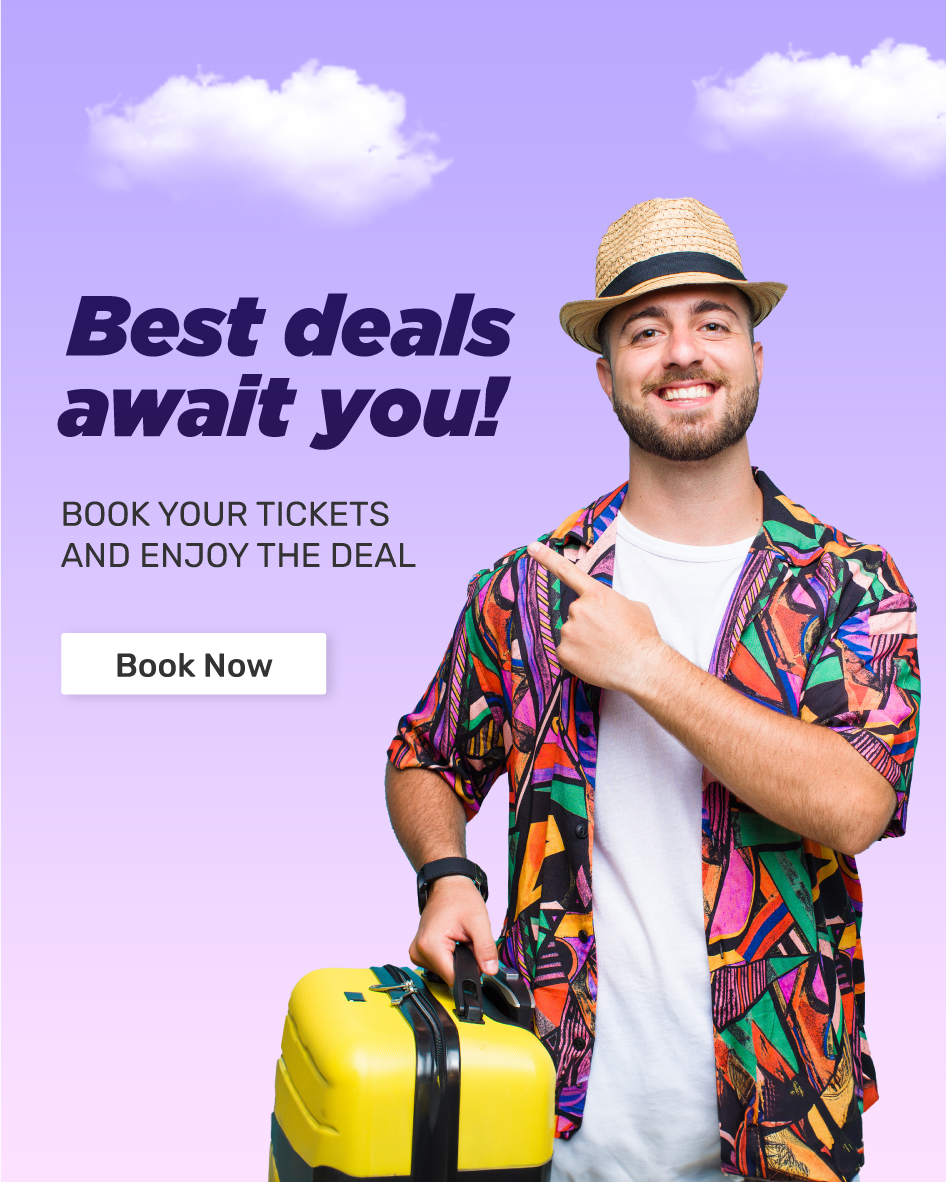 Best deals
await you!
BOOK YOUR TICKETS
AND ENJOY THE DEAL
Book Now